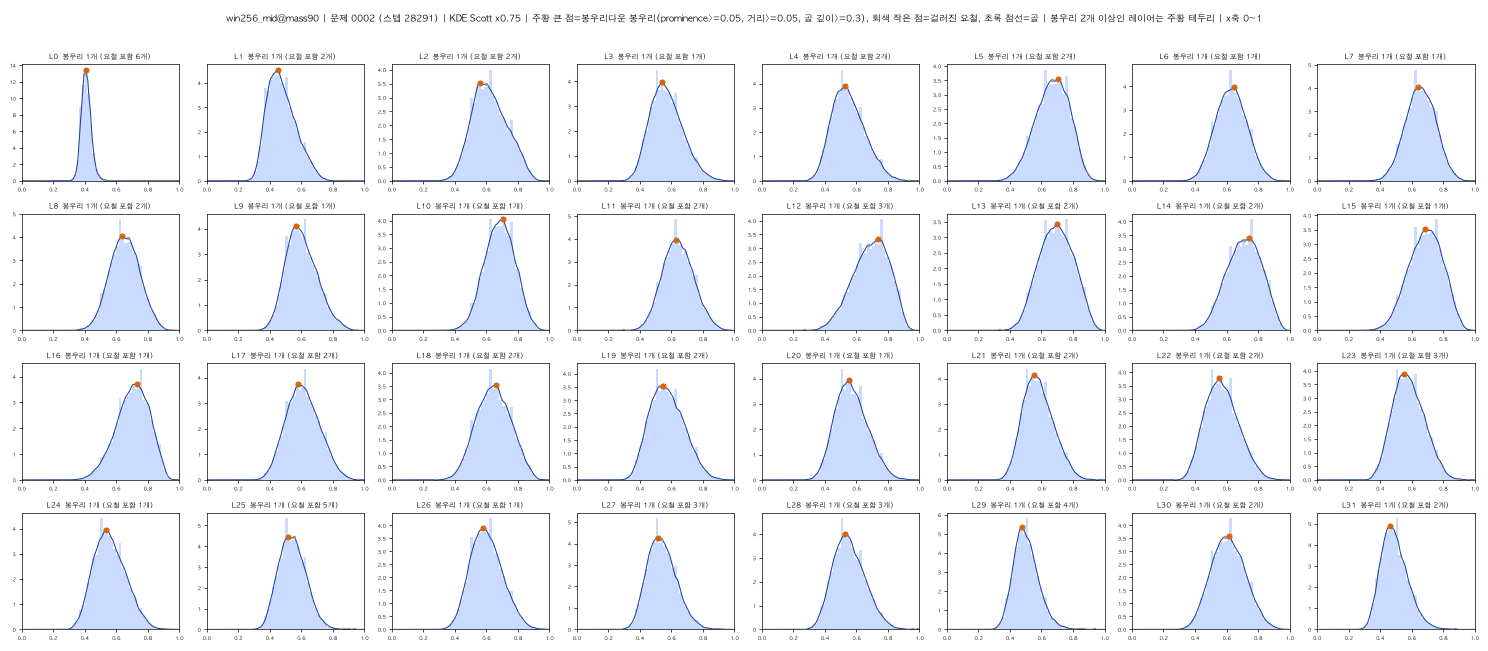 win256_mid@mass90 | 문제 0002 (스텝 28291) | KDE Scott x0.75 | 주황 큰 점=봉우리다운 봉우리(prominence>=0.05, 거리>=0.05, 골 깊이>=0.3), 회색 작은 점=걸러진 요철, 초록 점선=골 | 봉우리 2개 이상인 레이어는 주황 테두리 | x축 0~1
L0 봉우리 1개 (요철 포함 6개)
L1 봉우리 1개 (요철 포함 2개)
L2 봉우리 1개 (요철 포함 2개)
L3 봉우리 1개 (요철 포함 1개)
L4 봉우리 1개 (요철 포함 2개)
L5 봉우리 1개 (요철 포함 2개)
L6 봉우리 1개 (요철 포함 1개)
L7 봉우리 1개 (요철 포함 1개)
L8 봉우리 1개 (요철 포함 2개)
L9 봉우리 1개 (요철 포함 1개)
L10 봉우리 1개 (요철 포함 1개)
L11 봉우리 1개 (요철 포함 2개)
L12 봉우리 1개 (요철 포함 3개)
L13 봉우리 1개 (요철 포함 2개)
L14 봉우리 1개 (요철 포함 2개)
L15 봉우리 1개 (요철 포함 1개)
L16 봉우리 1개 (요철 포함 1개)
L17 봉우리 1개 (요철 포함 2개)
L18 봉우리 1개 (요철 포함 2개)
L19 봉우리 1개 (요철 포함 2개)
L20 봉우리 1개 (요철 포함 1개)
L21 봉우리 1개 (요철 포함 2개)
L22 봉우리 1개 (요철 포함 2개)
L23 봉우리 1개 (요철 포함 3개)
L24 봉우리 1개 (요철 포함 1개)
L25 봉우리 1개 (요철 포함 5개)
L26 봉우리 1개 (요철 포함 1개)
L27 봉우리 1개 (요철 포함 3개)
L28 봉우리 1개 (요철 포함 3개)
L29 봉우리 1개 (요철 포함 4개)
L30 봉우리 1개 (요철 포함 2개)
L31 봉우리 1개 (요철 포함 2개)